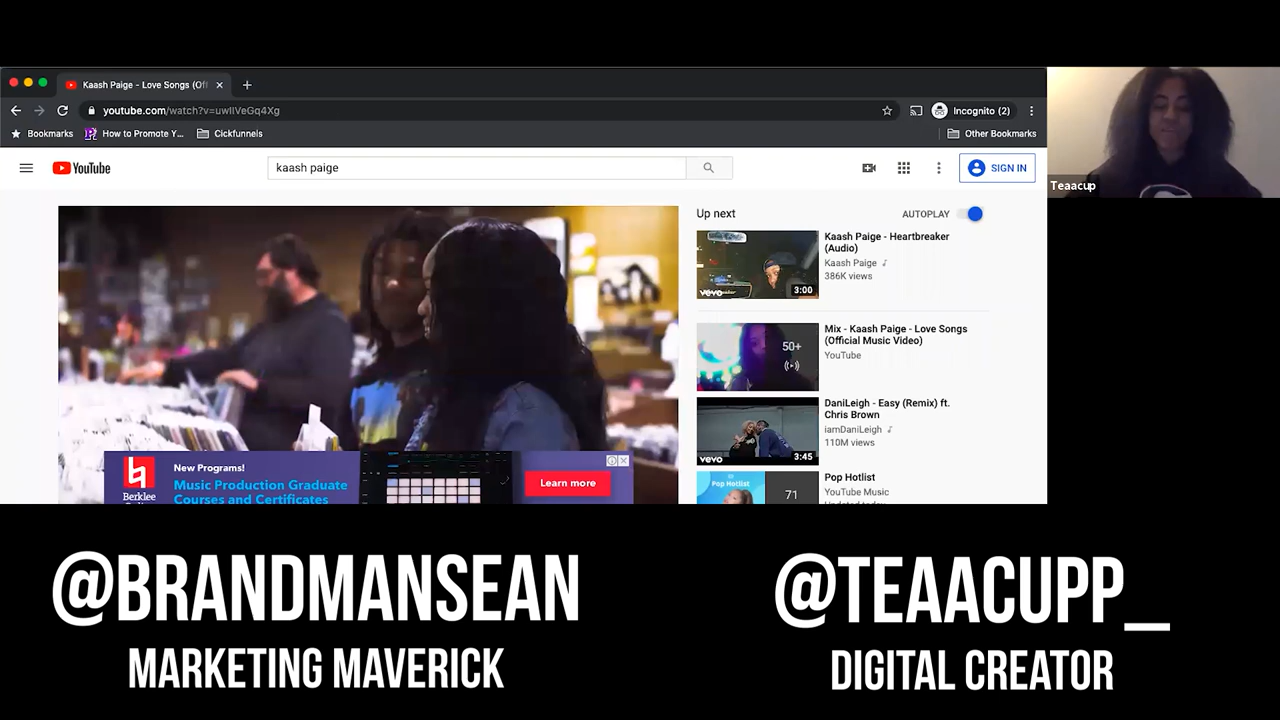 Kaash Paige - Love Songs (Offi
youtube.com/watch?v=uwIIVeGq4Xg
Incognito (2)
Bookmarks
How to Promote Y...
Clickfunnels
Other Bookmarks
YouTube
kaash paige
SIGN IN
Teaacup
Up next
AUTOPLAY
Kaash Paige - Heartbreaker
(Audio)
Kaash Paige
386K views
vevo
3:00
Mix - Kaash Paige - Love Songs
(Official Music Video)
YouTube
50+
DaniLeigh - Easy (Remix) ft.
Chris Brown
iamDaniLeigh
110M views
vevo
3:45
Pop Hotlist
YouTube Music
Pop Hotlist
71
New Programs!
Music Production Graduate
Courses and Certificates
Berklee
Learn more
@BRANDMANSEAN
MARKETING MAVERICK
@TEAACUPP_
DIGITAL CREATOR